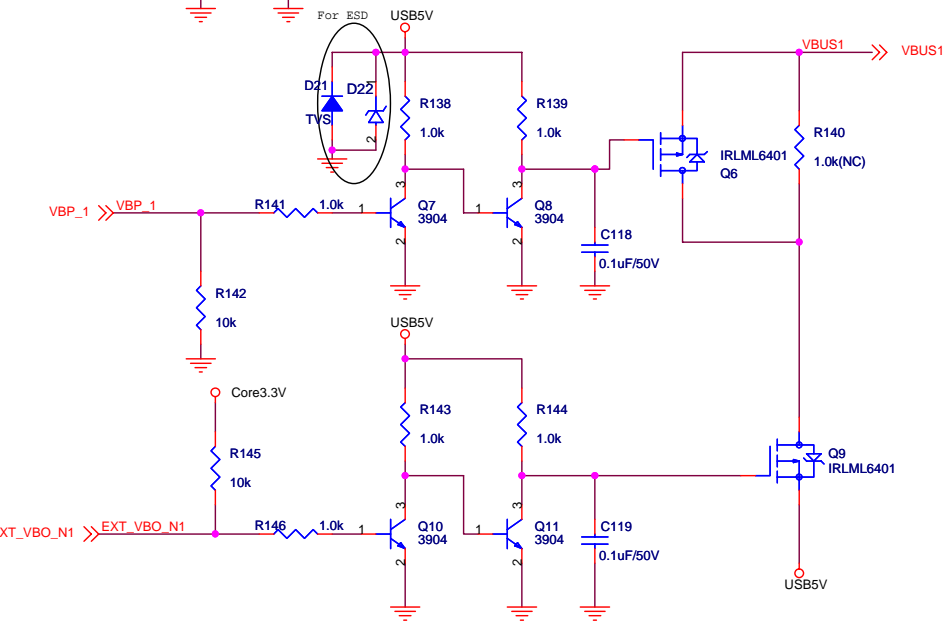 For ESD
USB5V
VBUS1
VBUS1
D21
D22
1
TVS
2
R138
1.0k
R139
1.0k
R140
1.0k(NC)
IRLML6401
Q6
VBP_1
VBP_1
R141
1.0k
1
3
Q7
3904
2
1
3
Q8
3904
2
C118
0.1uF/50V
R142
10k
USB5V
Core3.3V
R143
1.0k
R144
1.0k
R145
10k
Q9
IRLML6401
XT_VBO_N1
EXT_VBO_N1
R146
1.0k
1
3
Q10
3904
2
1
3
Q11
3904
2
C119
0.1uF/50V
USB5V